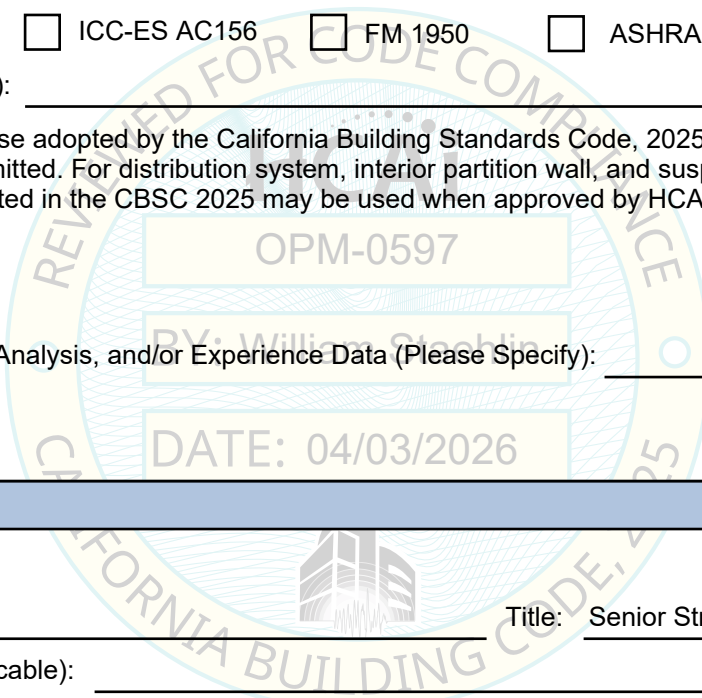 ICC-ES AC156 FM 1950 ASHRA
):
se adopted by the California Building Standards Code, 2025
mitted. For distribution system, interior partition wall, and susp
ted in the CBSC 2025 may be used when approved by HCA
Analysis, and/or Experience Data (Please Specify):
Title: Senior Str
cable):
REVIEWED FOR CODE COMPLIANCE
HCAi
OPM-0597
BY: William Staehlin
DATE: 04/03/2026
CALIFORNIA BUILDING CODE, 2025